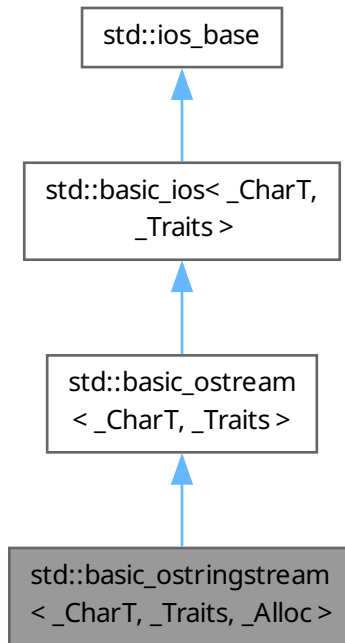 std::ios_base
std::basic_ios< _CharT,
_Traits >
std::basic_ostream
< _CharT, _Traits >
std::basic_ostringstream
< _CharT, _Traits, _Alloc >